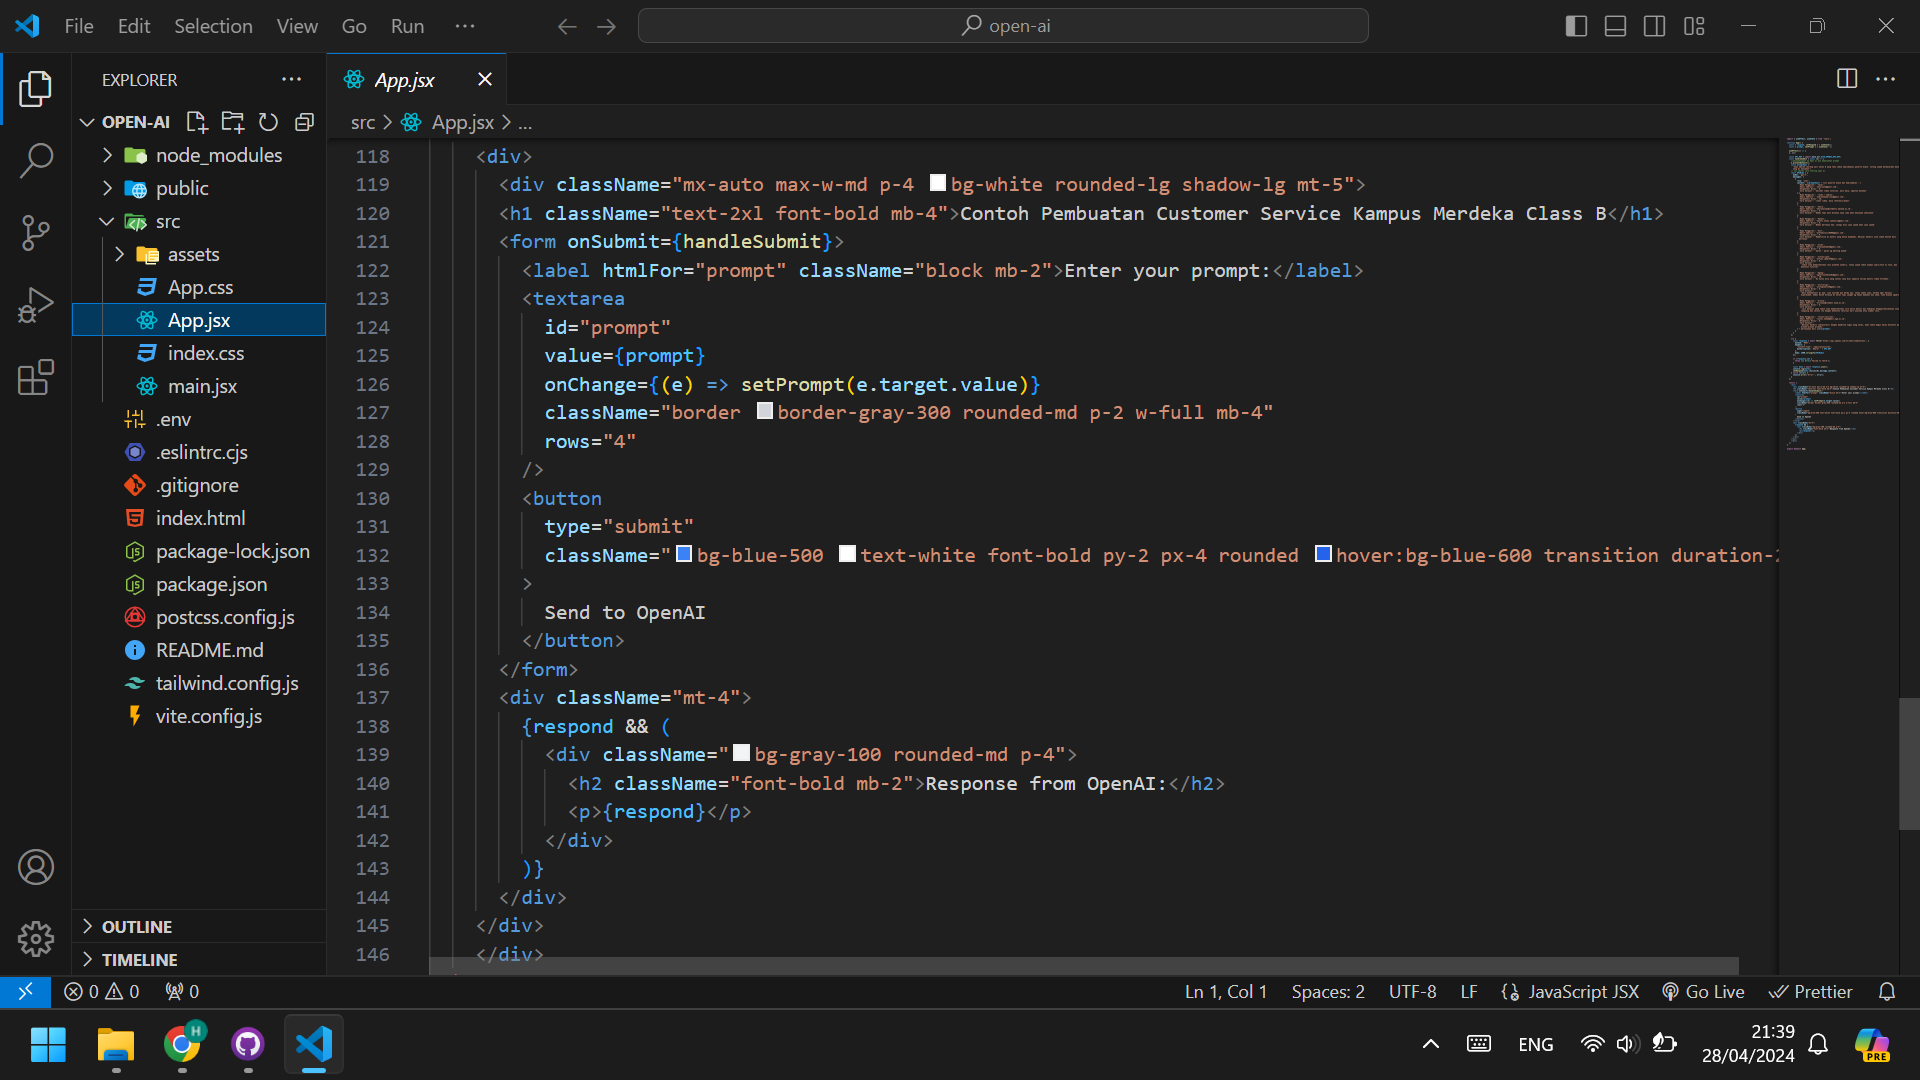 File Edit Selection View Go Run ··· open-ai
EXPLORER
App.jsx
OPEN-AI
src > App.jsx > ...
node_modules
public
src
assets
App.css
App.jsx
index.css
main.jsx
.env
.eslintrc.cjs
.gitignore
index.html
package-lock.json
package.json
postcss.config.js
README.md
tailwind.config.js
vite.config.js
OUTLINE
TIMELINE
118 <div>
119 <div className="mx-auto max-w-md p-4 bg-white rounded-lg shadow-lg mt-5">
120 <h1 className="text-2xl font-bold mb-4">Contoh Pembuatan Customer Service Kampus Merdeka Class B</h1>
121 <form onSubmit={handleSubmit}>
122 <label htmlFor="prompt" className="block mb-2">Enter your prompt:</label>
123 <textarea
124 id="prompt"
125 value={prompt}
126 onChange={(e) => setPrompt(e.target.value)}
127 className="border border-gray-300 rounded-md p-2 w-full mb-4"
128 rows="4"
129 />
130 <button
131 type="submit"
132 className="bg-blue-500 text-white font-bold py-2 px-4 rounded hover:bg-blue-600 transition duration-
133 >
134 Send to OpenAI
135 </button>
136 </form>
137 <div className="mt-4">
138 {respond && (
139 <div className="bg-gray-100 rounded-md p-4">
140 <h2 className="font-bold mb-2">Response from OpenAI:</h2>
141 <p>{respond}</p>
142 </div>
143 )}
144 </div>
145 </div>
146 </div>
0 0 0 Ln 1, Col 1 Spaces: 2 UTF-8 LF JavaScript JSX Go Live Prettier
H
ENG
21:39
28/04/2024
PRE